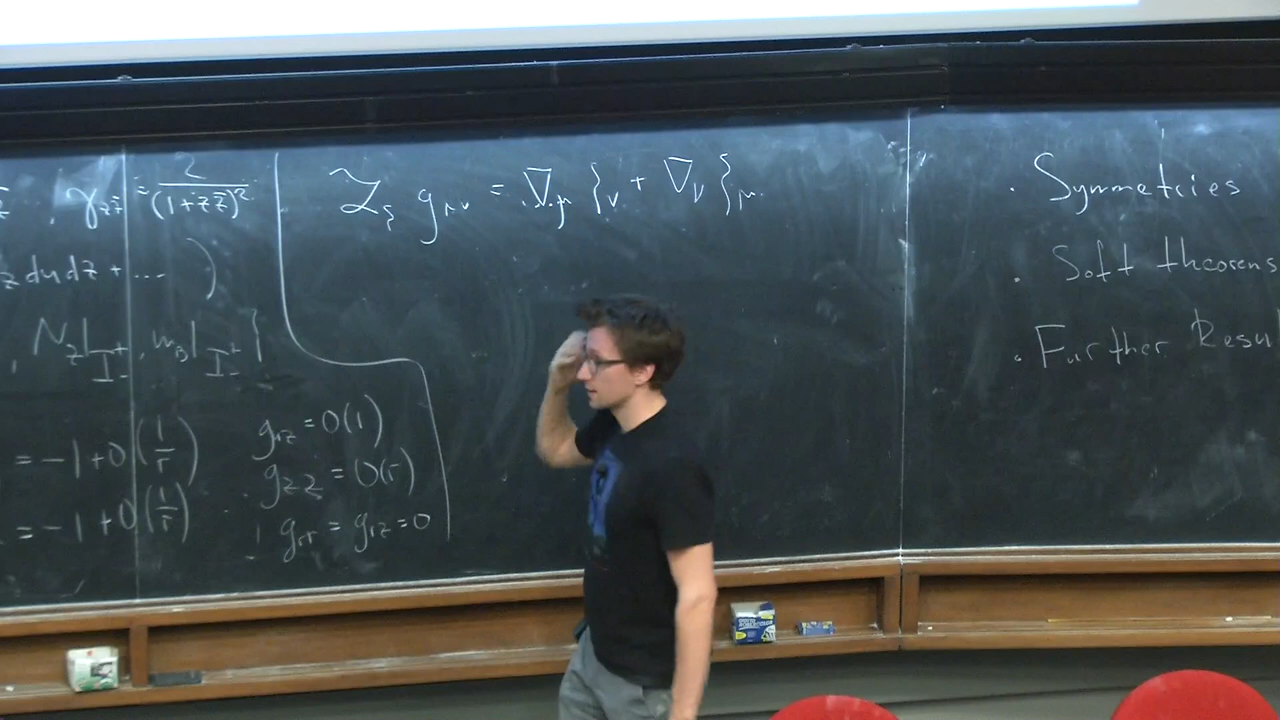 , γ_{zz̄} = 2/(1+zz̄)²
z dudz + ... )
, N_z|_{I^+_-}, m_B|_{I^+_-} }
= -1 + O(1/r)
= -1 + O(1/r)
g_{rz} = O(1)
g_{zz} = O(r)
g_{rr} = g_{rz} = 0
ℒ_ξ g_{μν} = ∇_μ ξ_ν + ∇_ν ξ_μ.
· Symmetries
· Soft theorems
· Further Resul